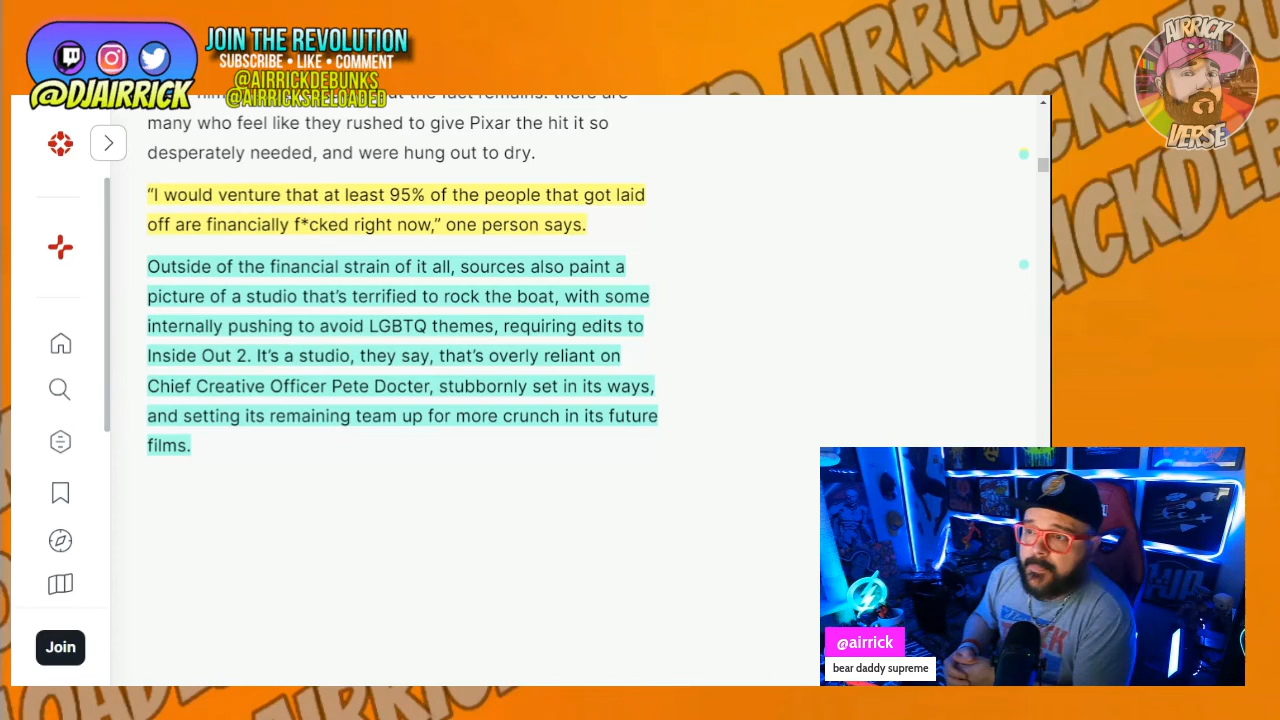 JOIN THE REVOLUTION
SUBSCRIBE • LIKE • COMMENT
@AIRRICKDEBUNKS
@AIRRICKSRELOADED
@DJAIRRICK
AIRRICK
VERSE
many who feel like they rushed to give Pixar the hit it so
desperately needed, and were hung out to dry.
“I would venture that at least 95% of the people that got laid
off are financially f*cked right now,” one person says.
Outside of the financial strain of it all, sources also paint a
picture of a studio that’s terrified to rock the boat, with some
internally pushing to avoid LGBTQ themes, requiring edits to
Inside Out 2. It’s a studio, they say, that’s overly reliant on
Chief Creative Officer Pete Docter, stubbornly set in its ways,
and setting its remaining team up for more crunch in its future
films.
Join
@airrick
bear daddy supreme